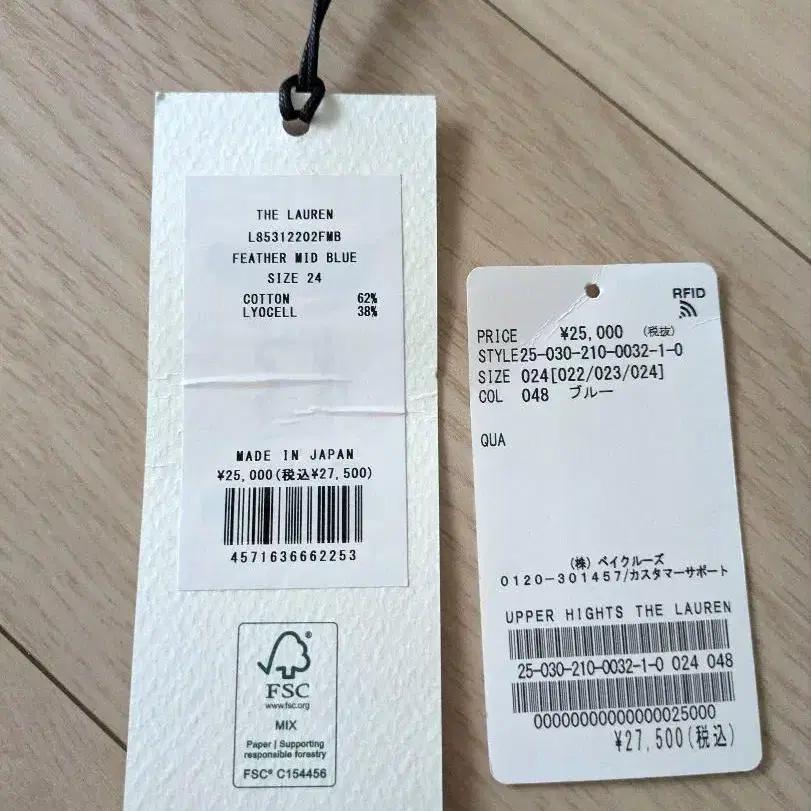 THE LAUREN
L85312202FMB
FEATHER MID BLUE
SIZE 24
COTTON 62%
LYOCELL 38%
MADE IN JAPAN
¥25,000(税込¥27,500)
4571636662253
FSC®
www.fsc.org
MIX
Paper | Supporting
responsible forestry
FSC® C154456
RFID
PRICE ¥25,000 (税抜)
STYLE25-030-210-0032-1-0
SIZE 024[022/023/024]
COL 048 ブルー
QUA
(株) ベイクルーズ
0120-301457/カスタマーサポート
UPPER HIGHTS THE LAUREN
25-030-210-0032-1-0 024 048
00000000000000025000
¥27,500(税込)